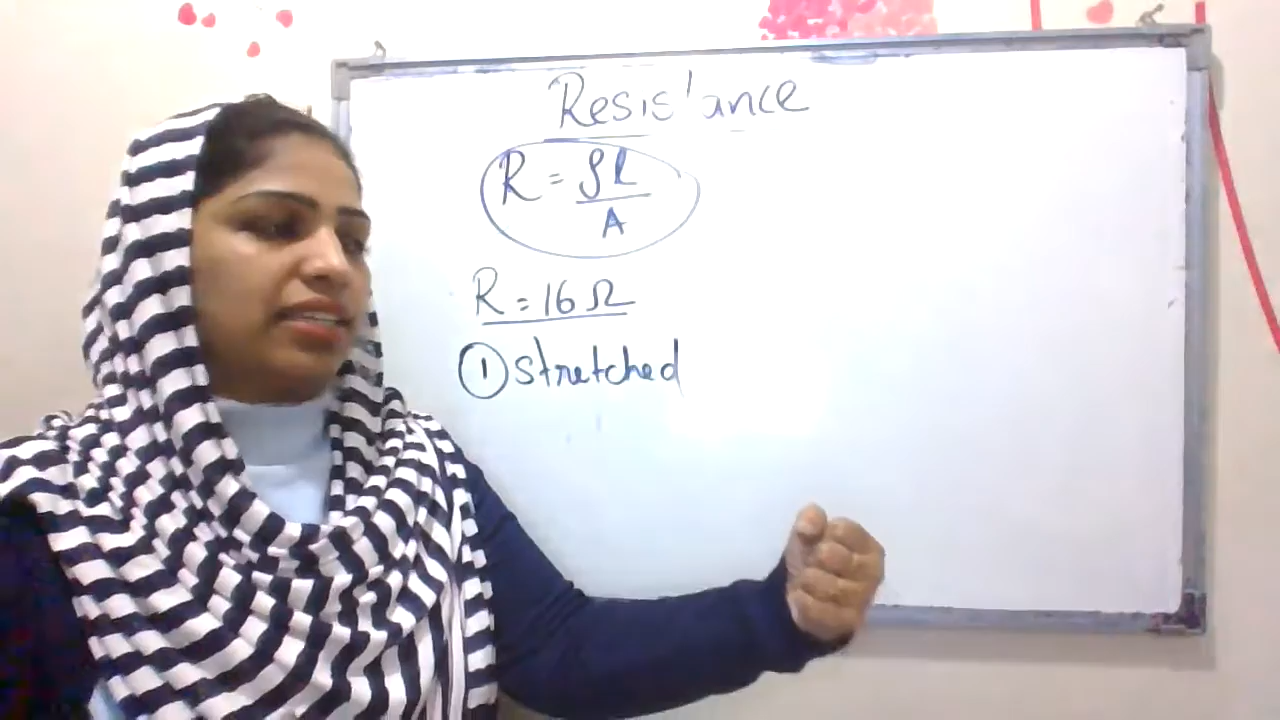 Resistance
R = ρL
A
R = 16 Ω
① stretched